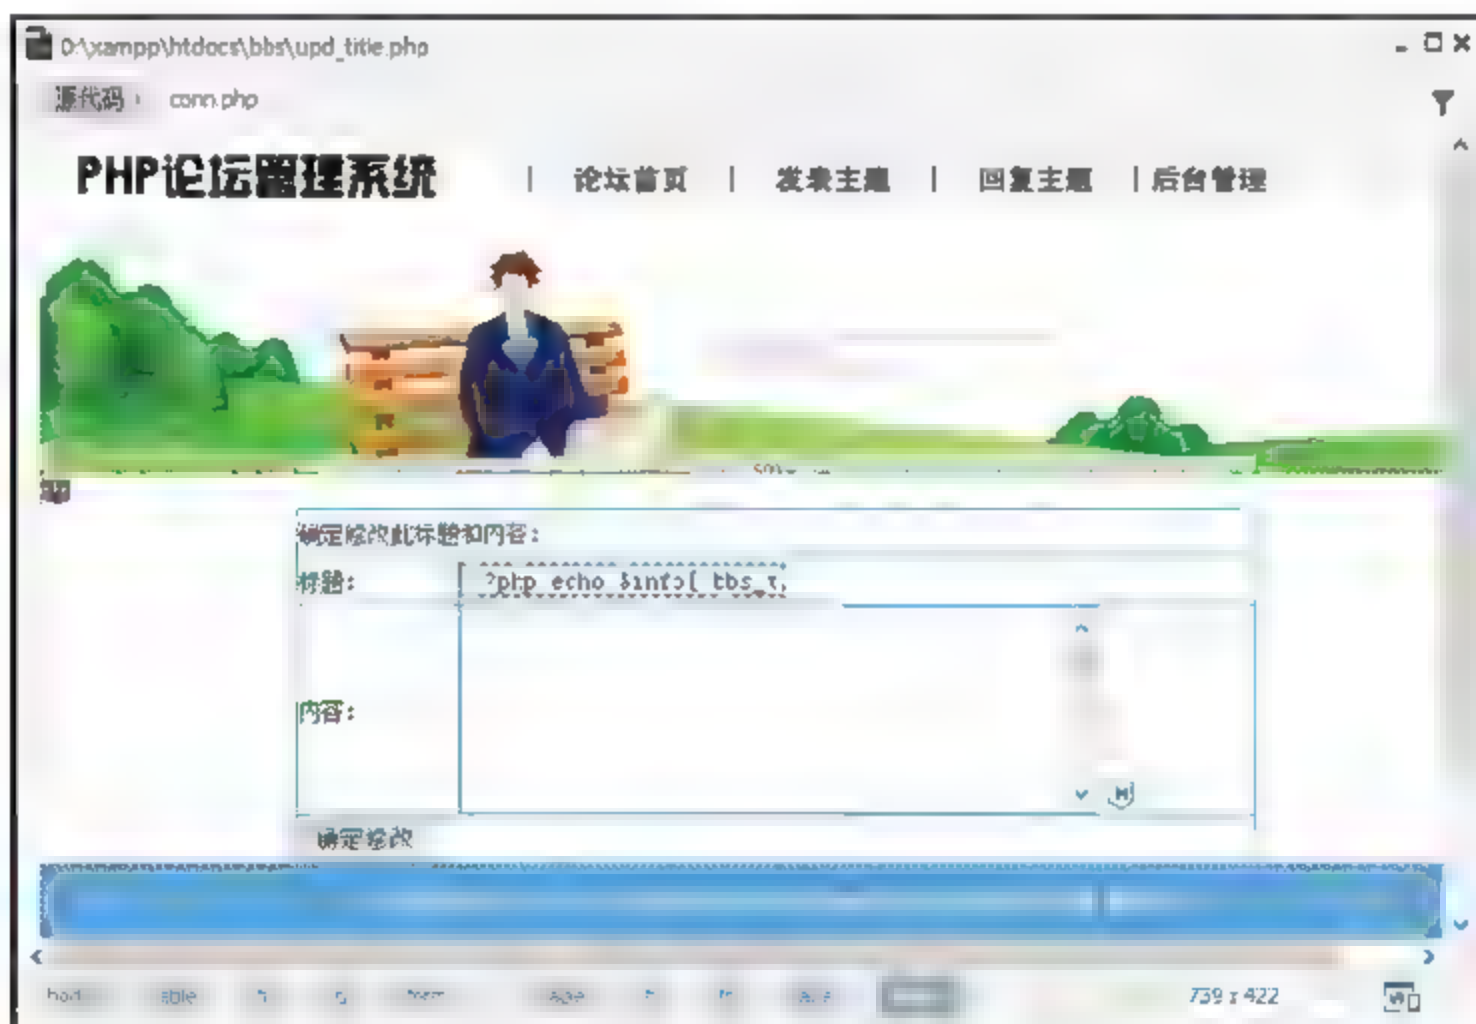 D:\xampp\htdocs\bbs\upd_title.php
源代码 conn.php
PHP论坛管理系统 | 论坛首页 | 发表主题 | 回复主题 | 后台管理
确定修改此标题和内容:
标题: ?php echo $info[ bbs_t
内容:
确定修改
form
739 x 422